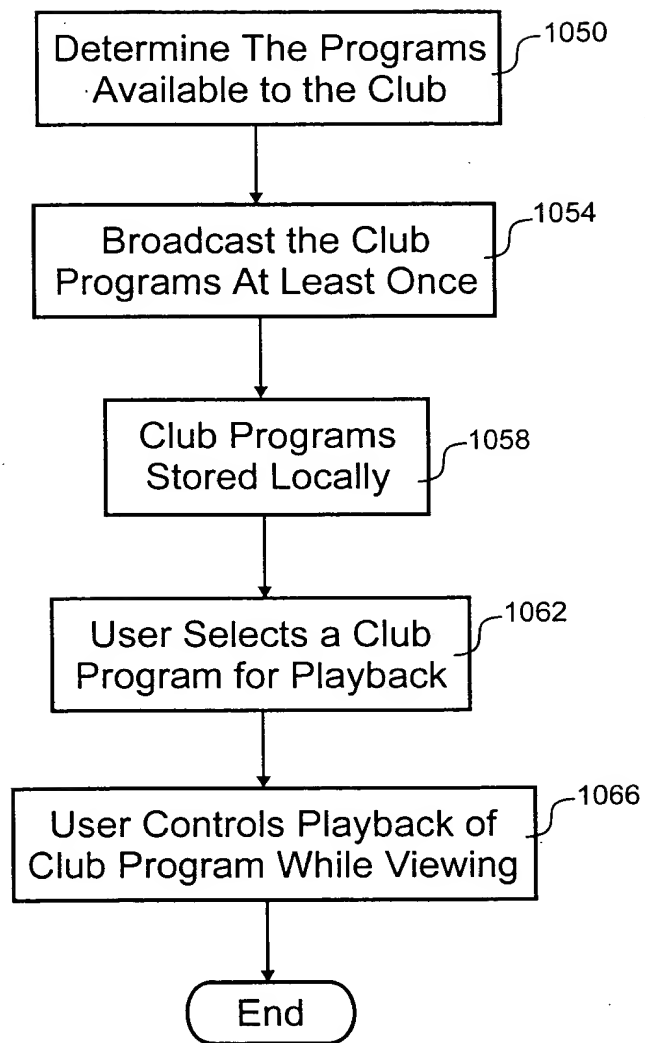 Determine The Programs
Available to the Club
1050
Broadcast the Club
Programs At Least Once
1054
Club Programs
Stored Locally
1058
User Selects a Club
Program for Playback
1062
User Controls Playback of
Club Program While Viewing
1066
End